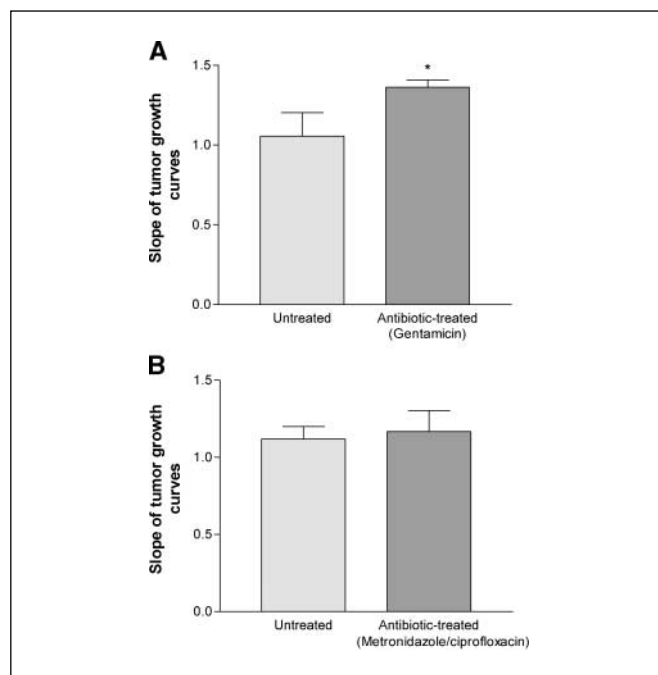 A
1.5
*
1.0
0.5
0.0
Slope of tumor growth
curves
Untreated
Antibiotic-treated
(Gentamicin)
B
1.5
1.0
0.5
0.0
Slope of tumor growth
curves
Untreated
Antibiotic-treated
(Metronidazole/ciprofloxacin)